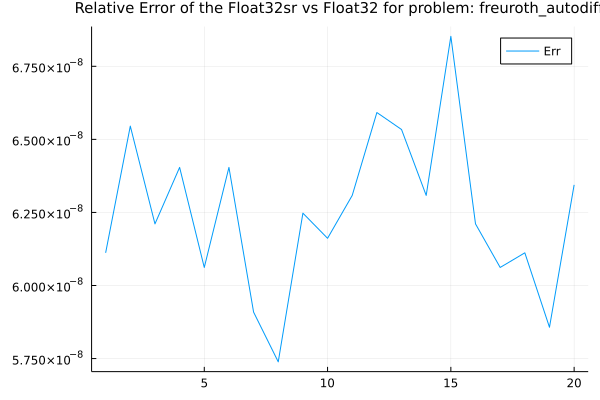 Relative Error of the Float32sr vs Float32 for problem: freuroth_autodiff
Err
6.750×10⁻⁸
6.500×10⁻⁸
6.250×10⁻⁸
6.000×10⁻⁸
5.750×10⁻⁸
5 10 15 20